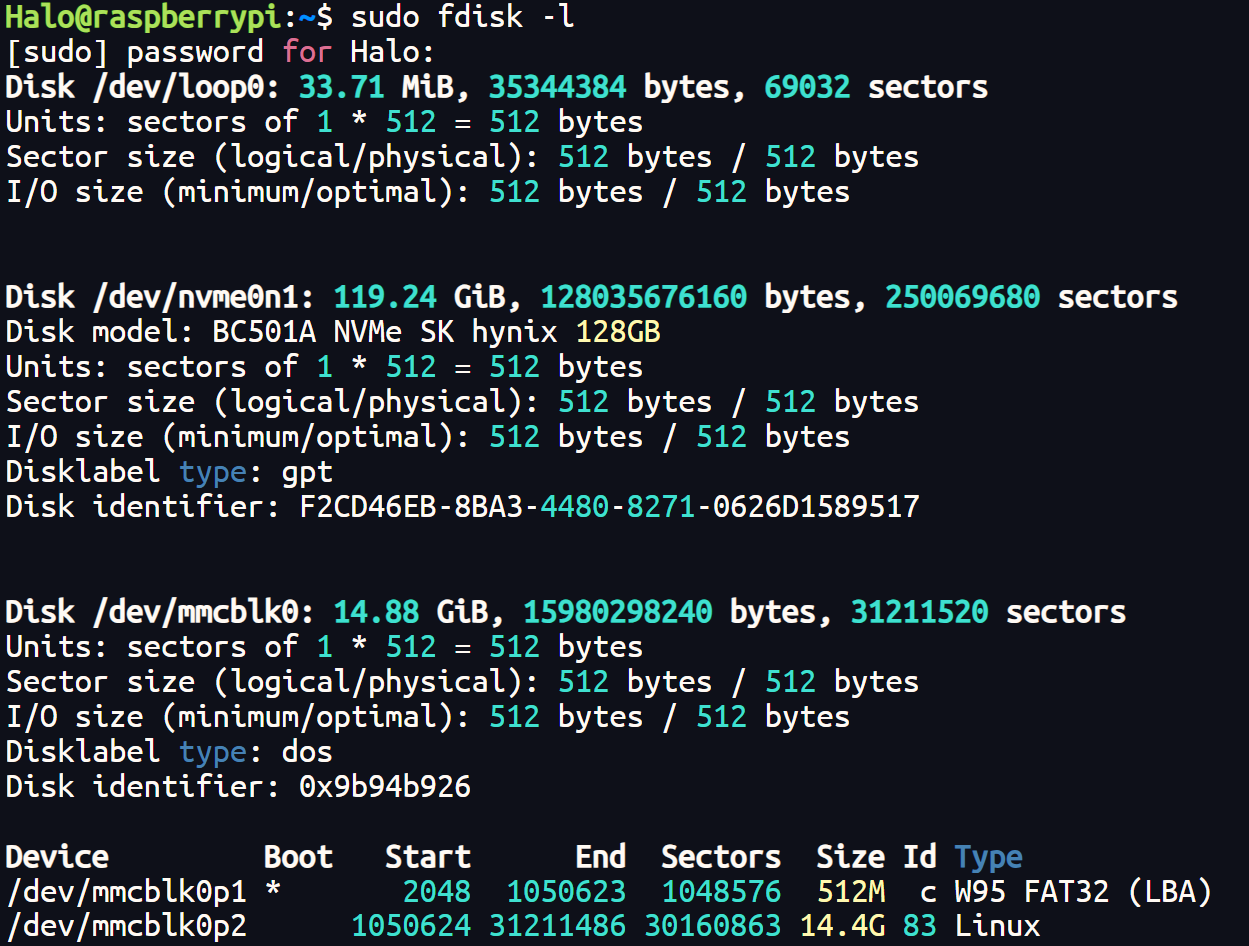 Halo@raspberrypi:~$ sudo fdisk -l
[sudo] password for Halo:
Disk /dev/loop0: 33.71 MiB, 35344384 bytes, 69032 sectors
Units: sectors of 1 * 512 = 512 bytes
Sector size (logical/physical): 512 bytes / 512 bytes
I/O size (minimum/optimal): 512 bytes / 512 bytes
Disk /dev/nvme0n1: 119.24 GiB, 128035676160 bytes, 250069680 sectors
Disk model: BC501A NVMe SK hynix 128GB
Units: sectors of 1 * 512 = 512 bytes
Sector size (logical/physical): 512 bytes / 512 bytes
I/O size (minimum/optimal): 512 bytes / 512 bytes
Disklabel type: gpt
Disk identifier: F2CD46EB-8BA3-4480-8271-0626D1589517
Disk /dev/mmcblk0: 14.88 GiB, 15980298240 bytes, 31211520 sectors
Units: sectors of 1 * 512 = 512 bytes
Sector size (logical/physical): 512 bytes / 512 bytes
I/O size (minimum/optimal): 512 bytes / 512 bytes
Disklabel type: dos
Disk identifier: 0x9b94b926
Device         Boot   Start      End  Sectors  Size Id Type
/dev/mmcblk0p1 *       2048  1050623  1048576  512M  c W95 FAT32 (LBA)
/dev/mmcblk0p2      1050624 31211486 30160863 14.4G 83 Linux